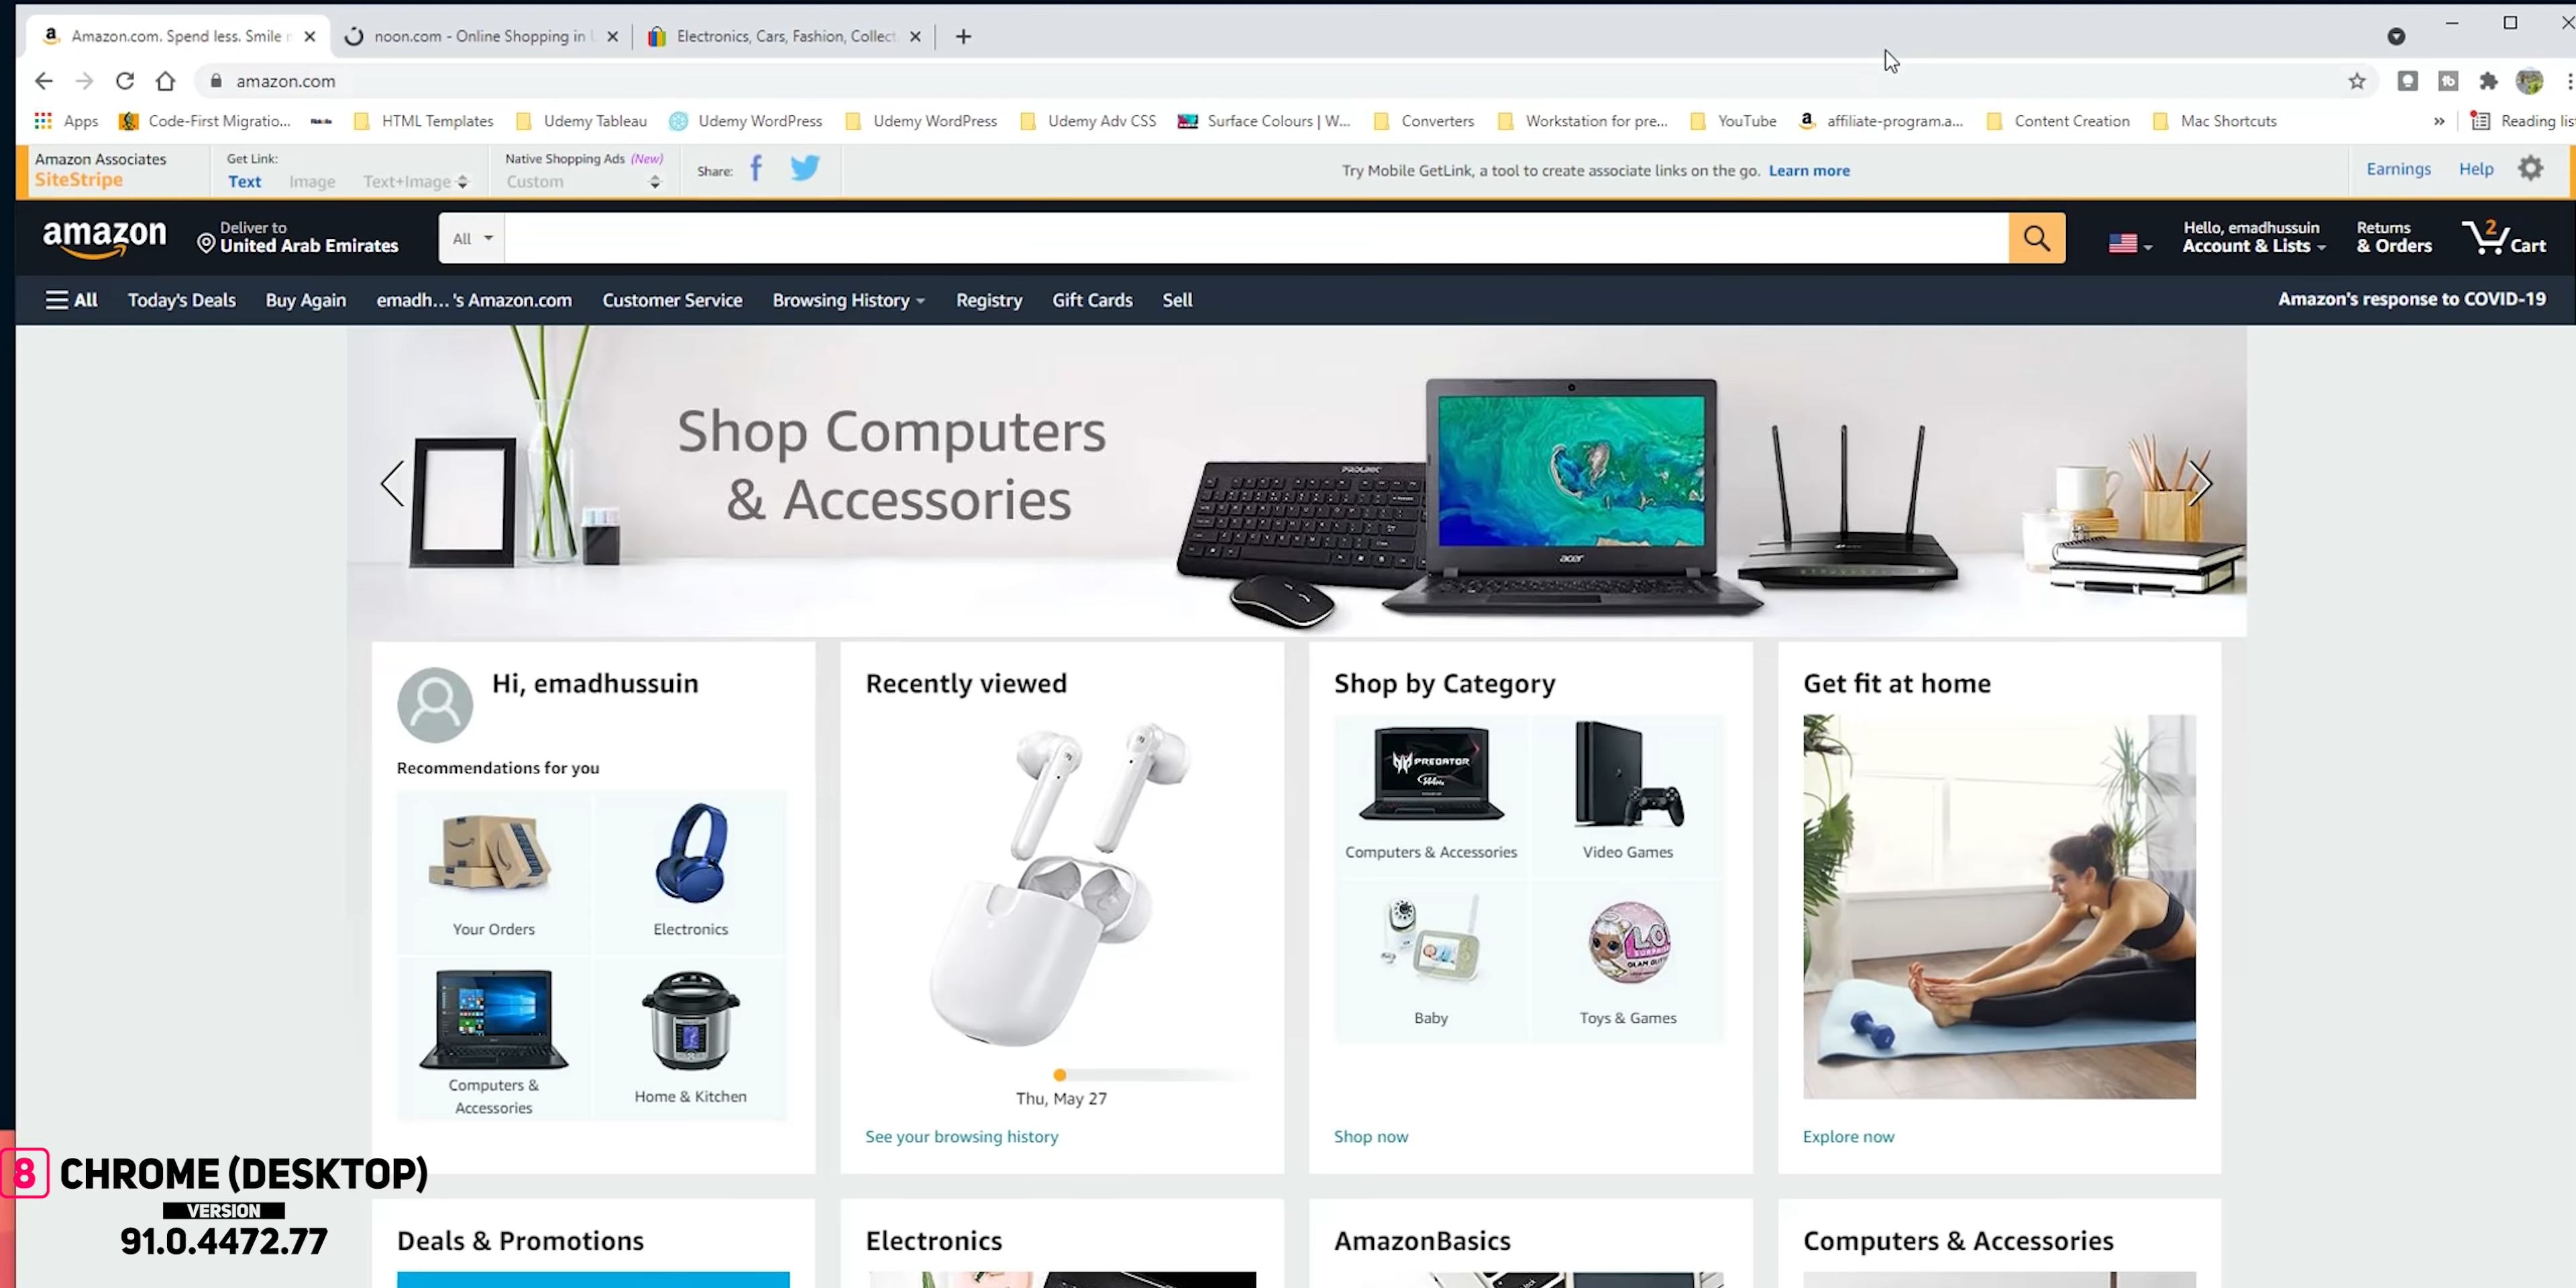 Amazon.com. Spend less. Smile
noon.com - Online Shopping in
Electronics, Cars, Fashion, Collect
amazon.com
Apps
Code-First Migratio...
HTML Templates
Udemy Tableau
Udemy WordPress
Udemy WordPress
Udemy Adv CSS
Surface Colours | W...
Converters
Workstation for pre...
YouTube
affiliate-program.a...
Content Creation
Mac Shortcuts
»
Reading lis
Amazon Associates
SiteStripe
Get Link:
Text Image Text+Image
Native Shopping Ads (New)
Custom
Share:
Try Mobile GetLink, a tool to create associate links on the go. Learn more
Earnings Help
amazon
Deliver to
United Arab Emirates
All
Hello, emadhussuin
Account & Lists
Returns
& Orders
2
Cart
All Today's Deals Buy Again emadh... 's Amazon.com Customer Service Browsing History Registry Gift Cards Sell
Amazon's response to COVID-19
Shop Computers
& Accessories
PROLiNK
acer
Hi, emadhussuin
Recommendations for you
Your Orders
Electronics
Computers &
Accessories
Home & Kitchen
Recently viewed
Thu, May 27
See your browsing history
Shop by Category
PREDATOR
Computers & Accessories
Video Games
L.O.
SURPRISE
GLAM GLITTER
Baby
Toys & Games
Shop now
Get fit at home
Explore now
8 CHROME (DESKTOP)
VERSION
91.0.4472.77
Deals & Promotions
Electronics
AmazonBasics
Computers & Accessories